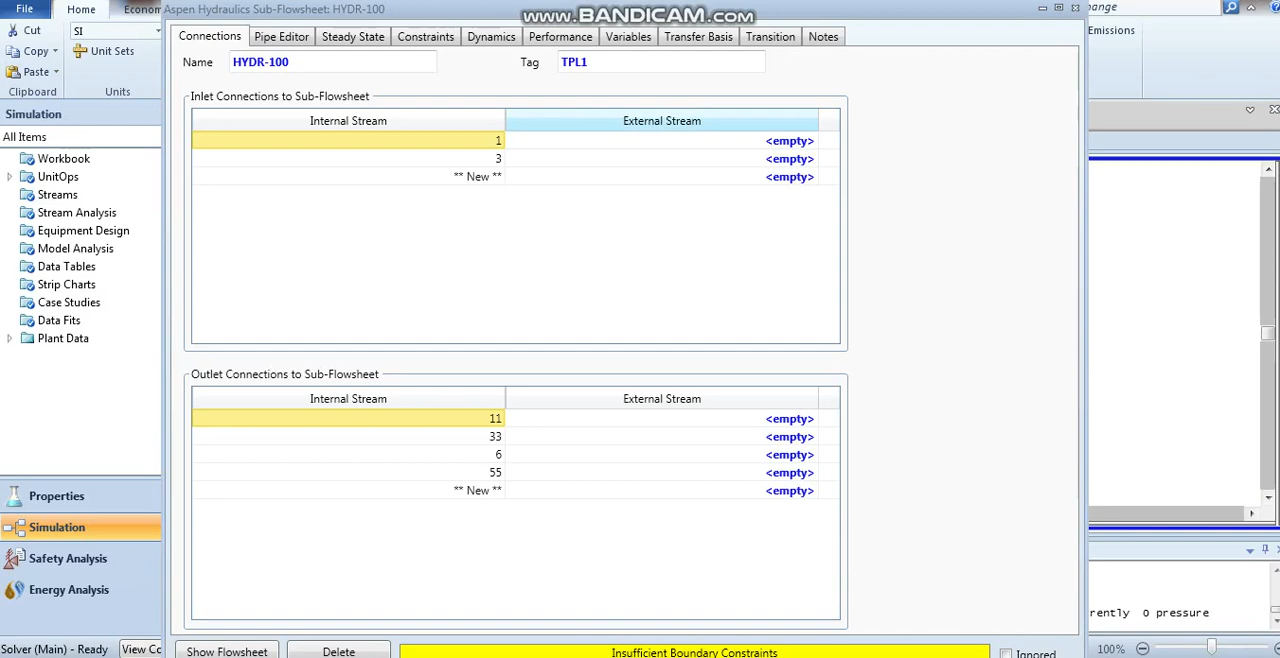 File Home Econom
Aspen Hydraulics Sub-Flowsheet: HYDR-100
www.BANDICAM.com
hange
Cut
SI
Copy
Unit Sets
Paste
Clipboard
Units
Emissions
Connections Pipe Editor Steady State Constraints Dynamics Performance Variables Transfer Basis Transition Notes
Name HYDR-100 Tag TPL1
Simulation
All Items
Workbook
UnitOps
Streams
Stream Analysis
Equipment Design
Model Analysis
Data Tables
Strip Charts
Case Studies
Data Fits
Plant Data
Properties
Simulation
Safety Analysis
Energy Analysis
Inlet Connections to Sub-Flowsheet
Internal Stream External Stream
1 <empty>
3 <empty>
** New ** <empty>
Outlet Connections to Sub-Flowsheet
Internal Stream External Stream
11 <empty>
33 <empty>
6 <empty>
55 <empty>
** New ** <empty>
rently 0 pressure
Solver (Main) - Ready View Co
Show Flowsheet Delete Insufficient Boundary Constraints Ignored
100%